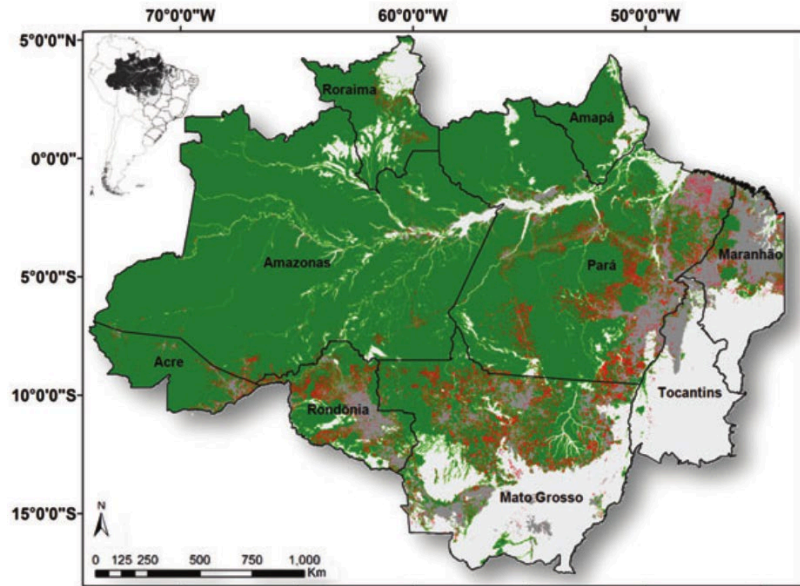 70°0'0"W 60°0'0"W 50°0'0"W
5°0'0"N
Roraima
Amapá
0°0'0"
Amazonas
Pará
Maranhão
5°0'0"S
Acre
10°0'0"S
Rondônia
Tocantins
Mato Grosso
15°0'0"S
N
0 125 250 500 750 1,000
Km